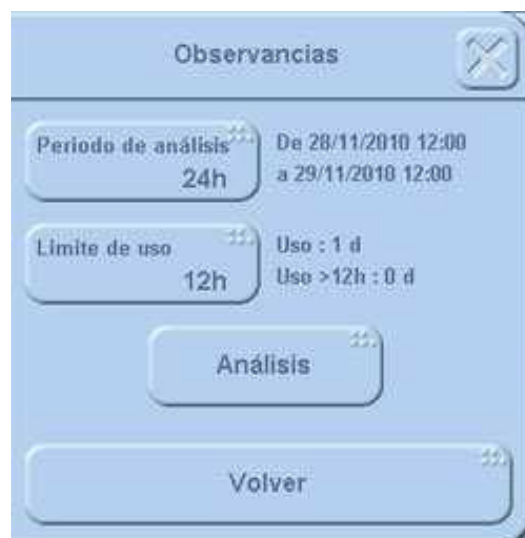 Observancias
Periodo de análisis
24h
De 28/11/2010 12:00
a 29/11/2010 12:00
Limite de uso
12h
Uso : 1 d
Uso >12h : 0 d
Análisis
Volver